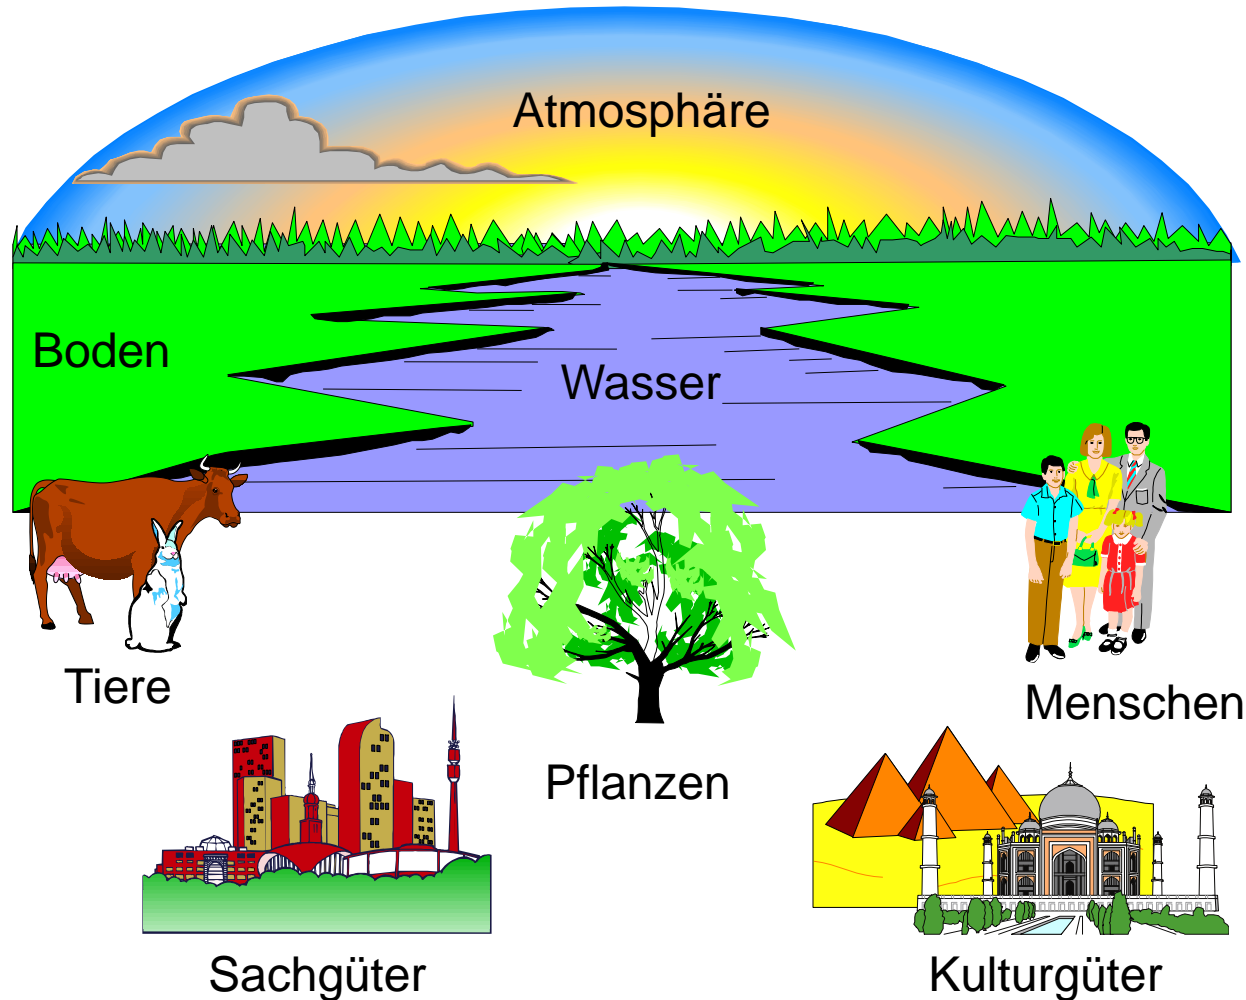 Atmosphäre
Boden
Wasser
Tiere
Menschen
Pflanzen
Sachgüter
Kulturgüter